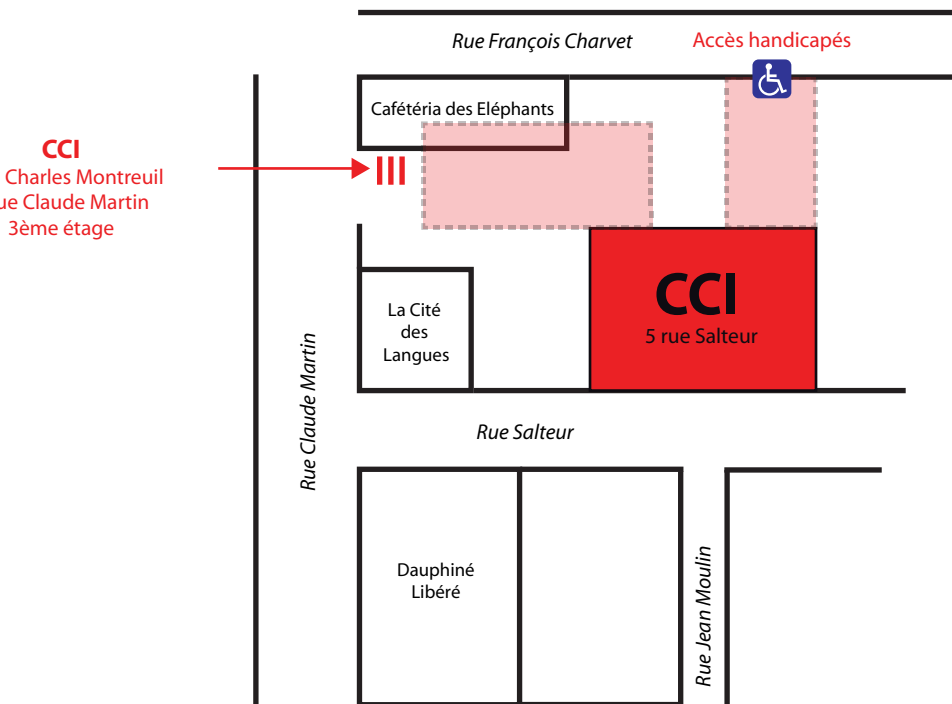 Rue François Charvet
Accès handicapés
Cafétéria des Eléphants
CCI
Charles Montreuil
Claude Martin
3ème étage
CCI
5 rue Salteur
La Cité
des
Langues
Rue Claude Martin
Rue Salteur
Dauphiné
Libéré
Rue Jean Moulin